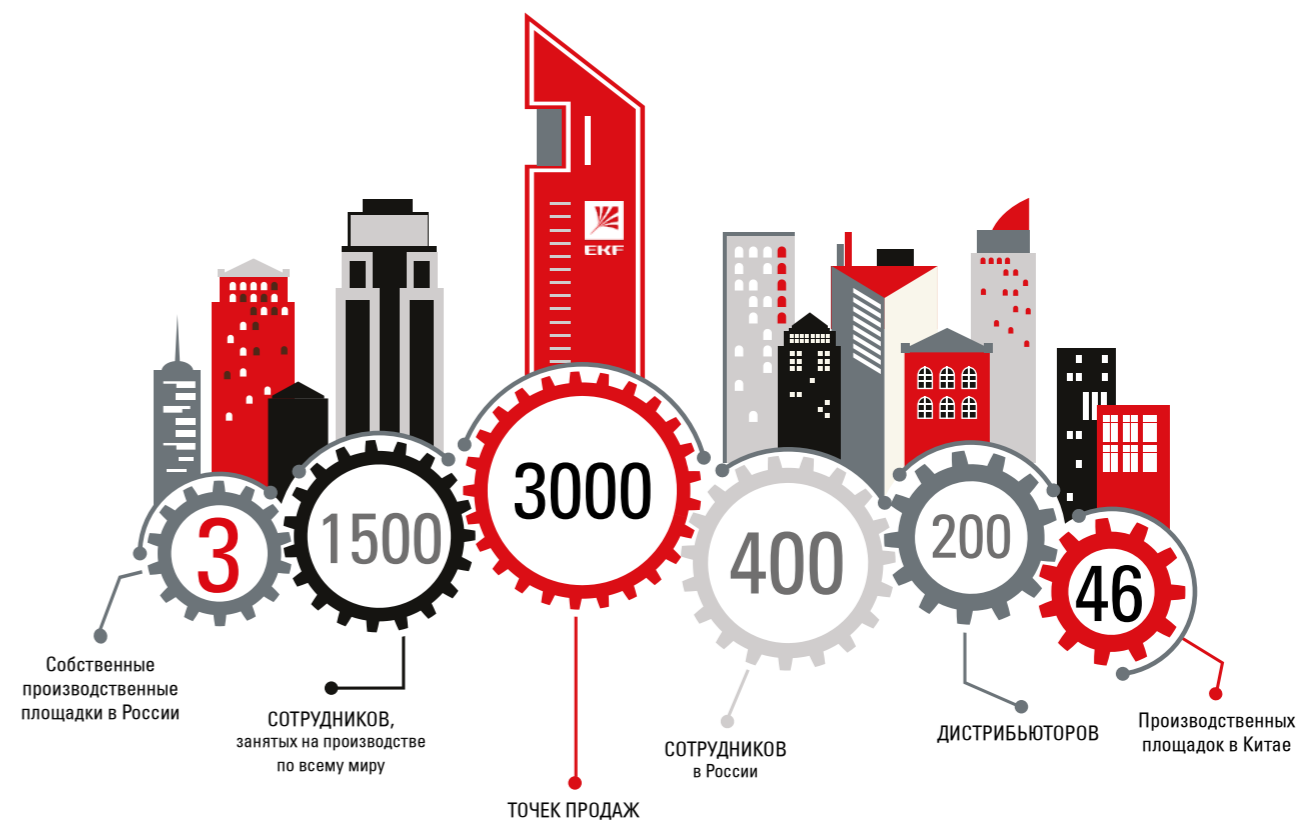 EKF
3
Собственные
производственные
площадки в России
1500
СОТРУДНИКОВ,
занятых на производстве
по всему миру
3000
ТОЧЕК ПРОДАЖ
400
СОТРУДНИКОВ
в России
200
ДИСТРИБЬЮТОРОВ
46
Производственных
площадок в Китае